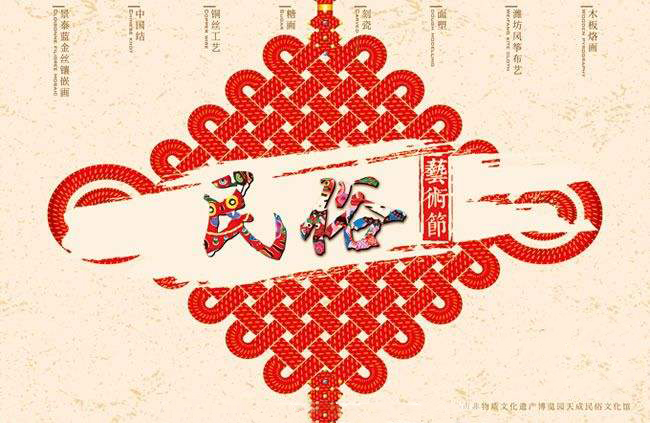 木板烙画
WOODEN PYROGRAPHY
潍坊风筝布艺
WEIFANG KITE CLOTH
面塑
DOUGH MODELLING
刻瓷
CARVED
糖画
SUGAR
铜丝工艺
COPPER WIRE
中国结
CHINESE KNOT
景泰蓝金丝镶嵌画
CLOISONNE FILIGREE MOSAIC
民俗
藝術節
非物质文化遗产博览园天成民俗文化馆